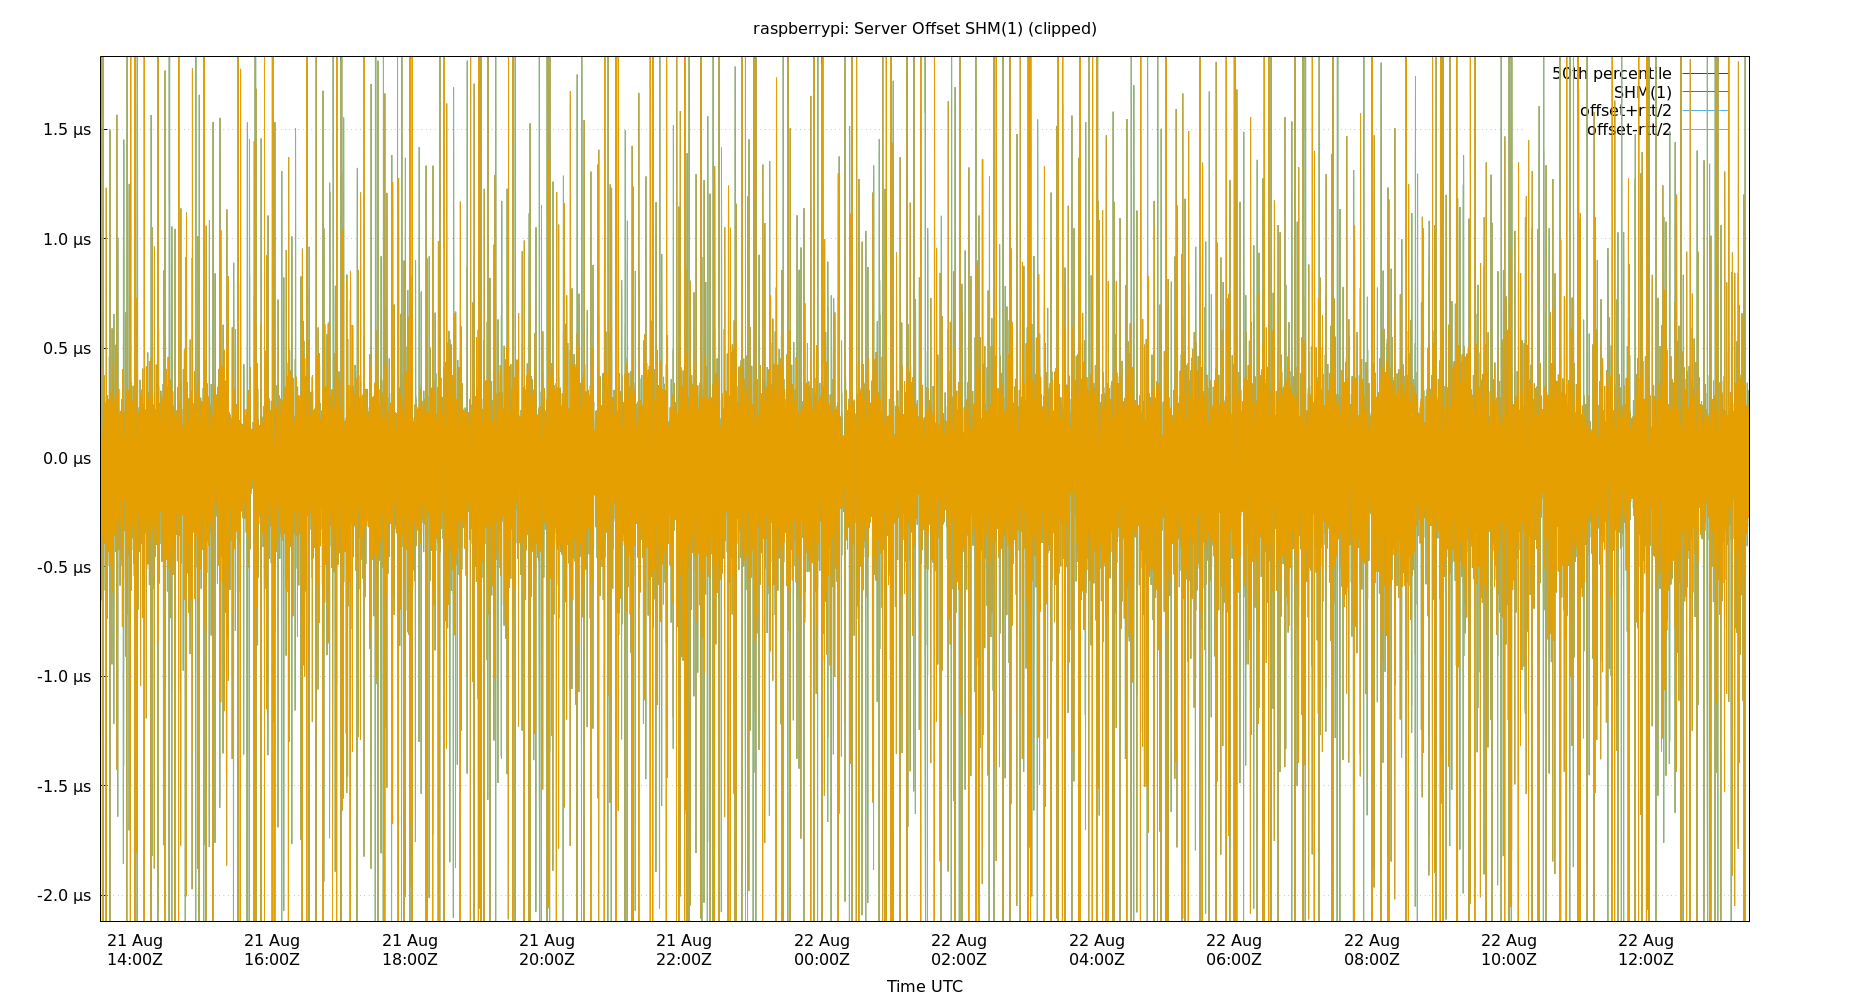 raspberrypi: Server Offset SHM(1) (clipped)
50th percentile
SHM(1)
offset+rtt/2
offset-rtt/2
1.5 µs
1.0 µs
0.5 µs
0.0 µs
-0.5 µs
-1.0 µs
-1.5 µs
-2.0 µs
21 Aug 21 Aug 21 Aug 21 Aug 21 Aug 22 Aug 22 Aug 22 Aug 22 Aug 22 Aug 22 Aug 22 Aug
14:00Z 16:00Z 18:00Z 20:00Z 22:00Z 00:00Z 02:00Z 04:00Z 06:00Z 08:00Z 10:00Z 12:00Z
Time UTC